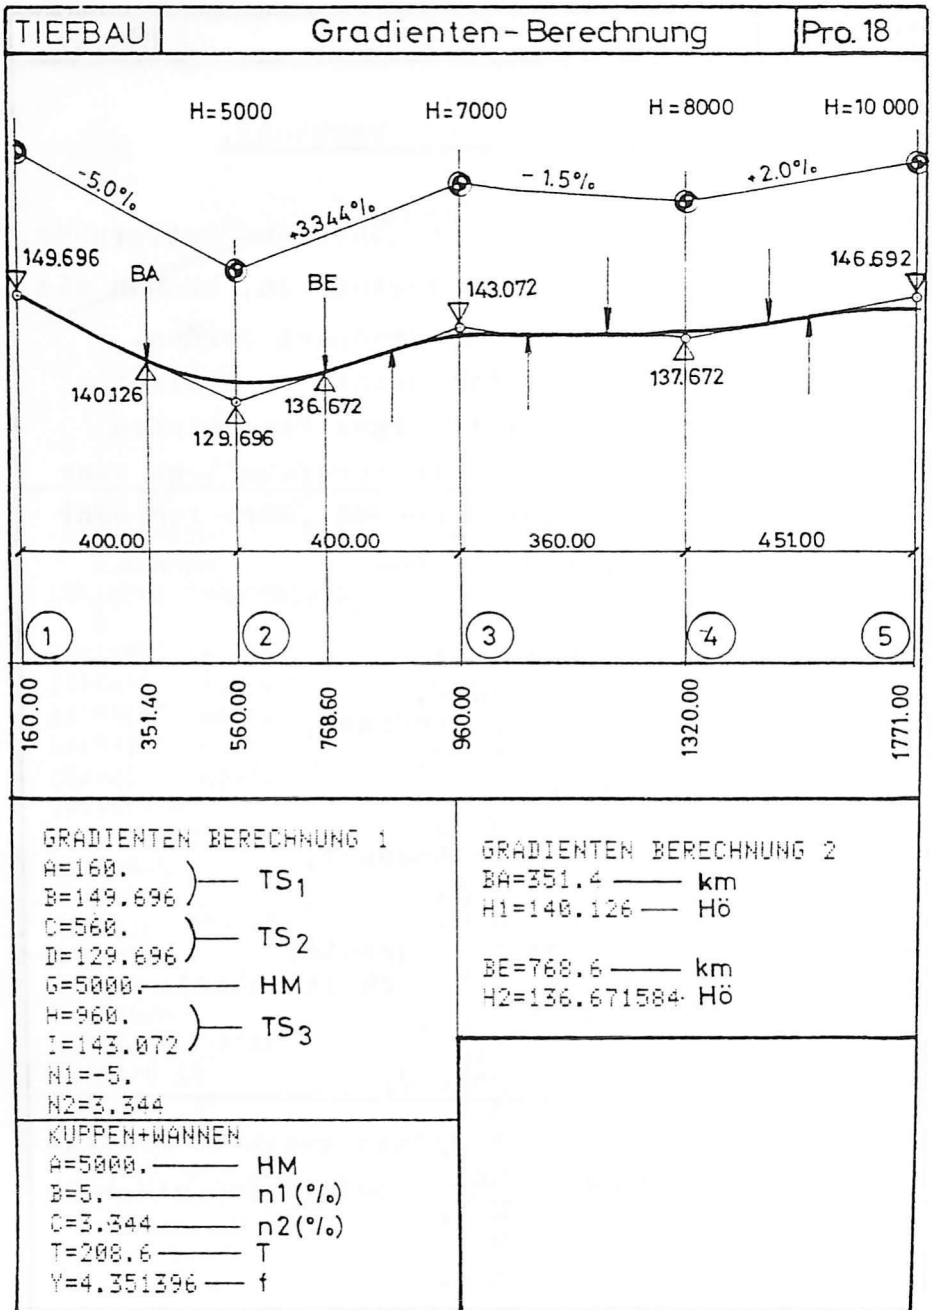 TIEFBAU Gradienten-Berechnung Pro.18
H=5000 H=7000 H=8000 H=10 000
-5.0% +3.344% -1.5% +2.0%
149.696 BA BE 143.072 146.692
140.126 129.696 136.672 137.672
400.00 400.00 360.00 451.00
1 2 3 4 5
160.00 351.40 560.00 768.60 960.00 1320.00 1771.00
GRADIENTEN BERECHNUNG 1
A=160.
B=149.696 TS1
C=560.
D=129.696 TS2
G=5000. HM
H=960.
I=143.072 TS3
N1=-5.
N2=3.344
KUPPEN+WANNEN
A=5000. HM
B=5. n1(%)
C=3.344 n2(%)
T=208.6 T
Y=4.351396 f
GRADIENTEN BERECHNUNG 2
BA=351.4 km
H1=140.126 Hö
BE=768.6 km
H2=136.671584 Hö